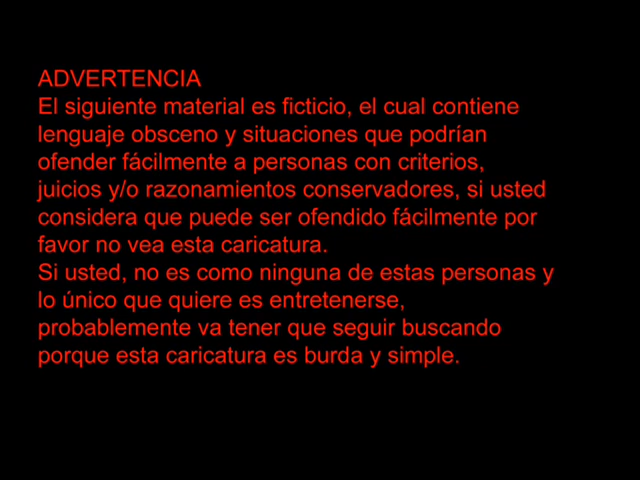 ADVERTENCIA
El siguiente material es ficticio, el cual contiene
lenguaje obsceno y situaciones que podrían
ofender fácilmente a personas con criterios,
juicios y/o razonamientos conservadores, si usted
considera que puede ser ofendido fácilmente por
favor no vea esta caricatura.
Si usted, no es como ninguna de estas personas y
lo único que quiere es entretenerse,
probablemente va tener que seguir buscando
porque esta caricatura es burda y simple.